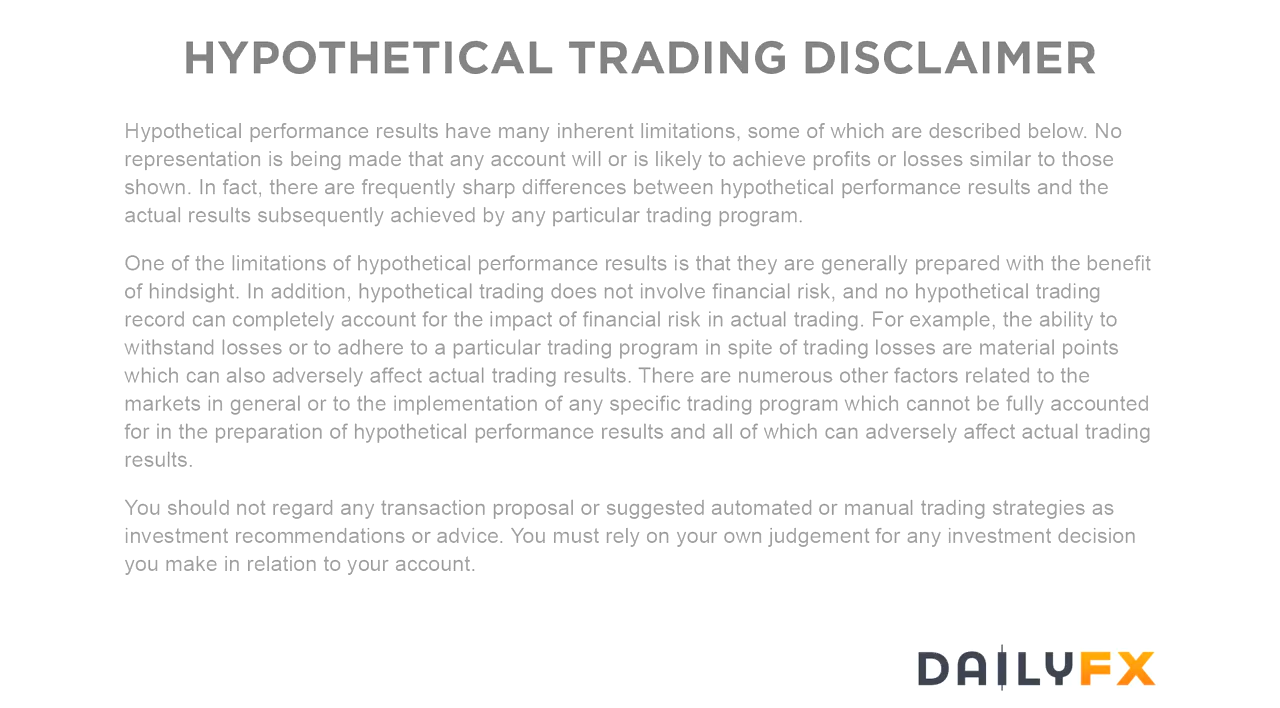 HYPOTHETICAL TRADING DISCLAIMER
Hypothetical performance results have many inherent limitations, some of which are described below. No
representation is being made that any account will or is likely to achieve profits or losses similar to those
shown. In fact, there are frequently sharp differences between hypothetical performance results and the
actual results subsequently achieved by any particular trading program.
One of the limitations of hypothetical performance results is that they are generally prepared with the benefit
of hindsight. In addition, hypothetical trading does not involve financial risk, and no hypothetical trading
record can completely account for the impact of financial risk in actual trading. For example, the ability to
withstand losses or to adhere to a particular trading program in spite of trading losses are material points
which can also adversely affect actual trading results. There are numerous other factors related to the
markets in general or to the implementation of any specific trading program which cannot be fully accounted
for in the preparation of hypothetical performance results and all of which can adversely affect actual trading
results.
You should not regard any transaction proposal or suggested automated or manual trading strategies as
investment recommendations or advice. You must rely on your own judgement for any investment decision
you make in relation to your account.
DAILYFX